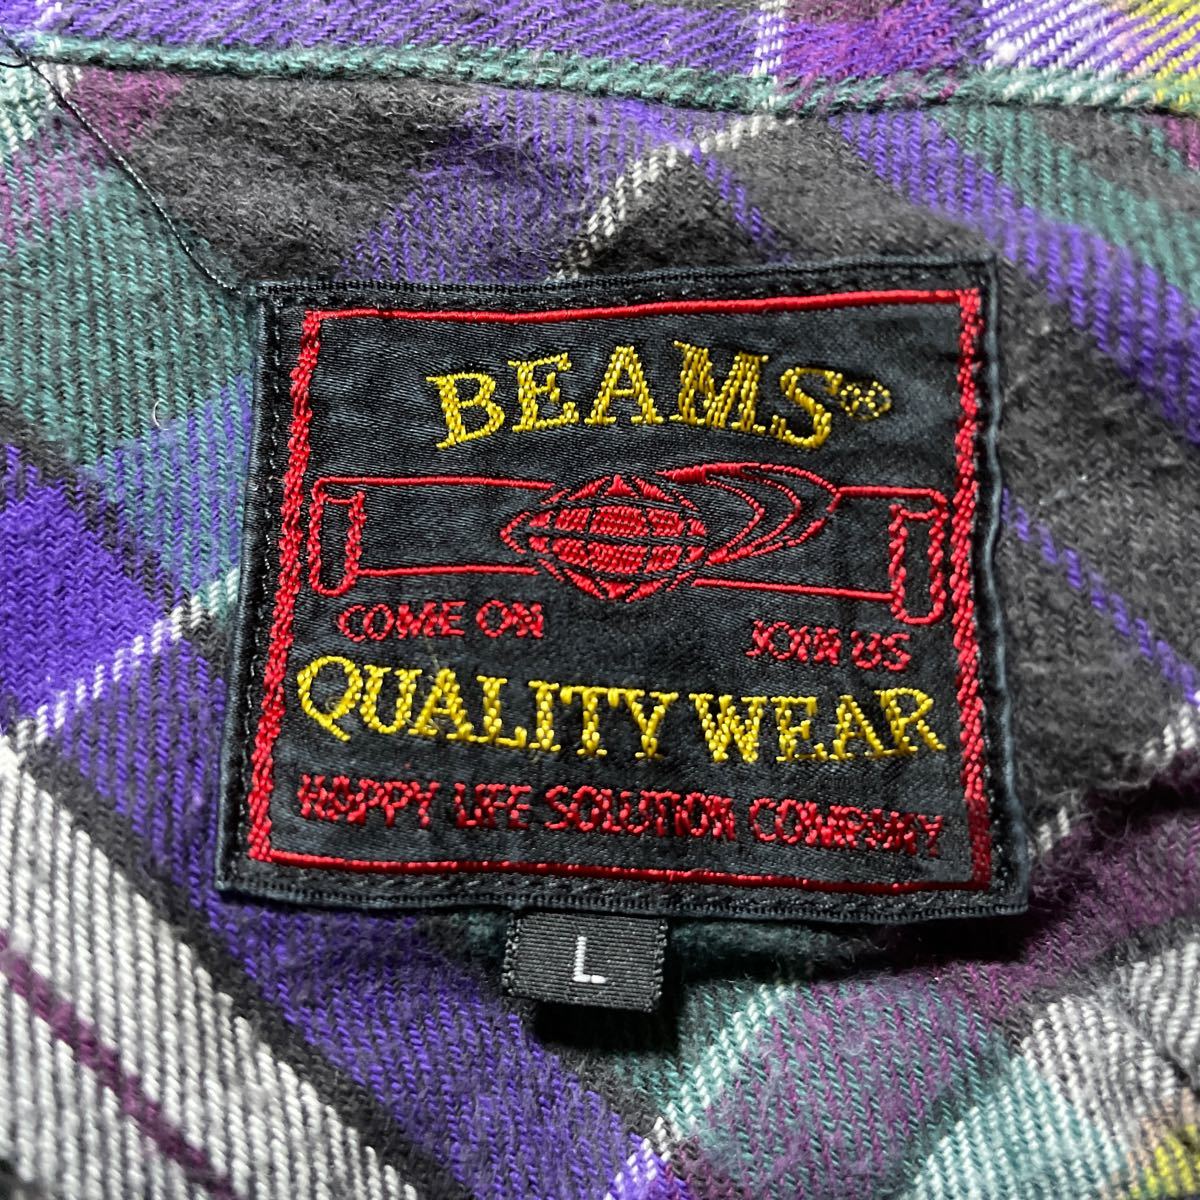 BEAMS®
COME ON JOIN US
QUALITY WEAR
HAPPY LIFE SOLUTION COMPANY
L